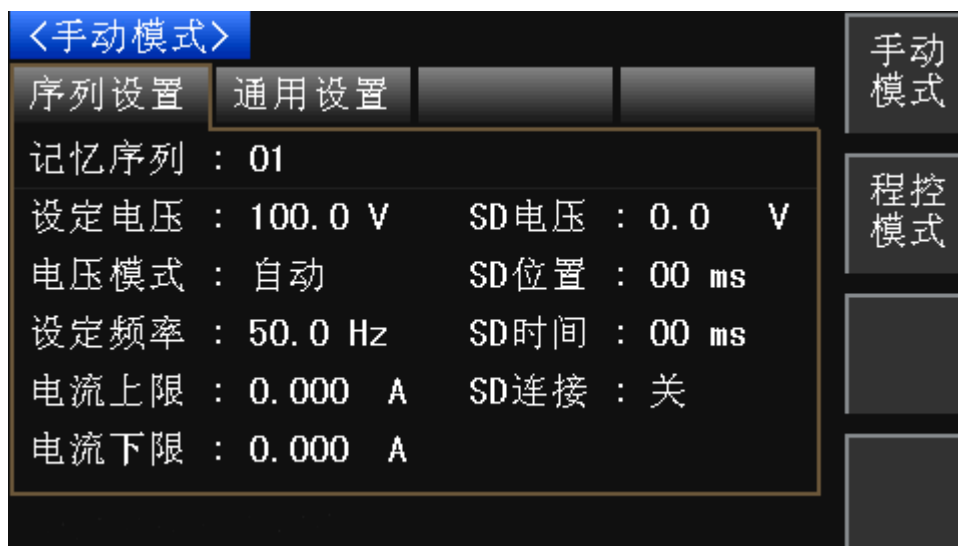 <手动模式>
序列设置 通用设置
记忆序列 : 01
设定电压 : 100.0 V SD电压 : 0.0 V
电压模式 : 自动 SD位置 : 00 ms
设定频率 : 50.0 Hz SD时间 : 00 ms
电流上限 : 0.000 A SD连接 : 关
电流下限 : 0.000 A
手动
模式
程控
模式